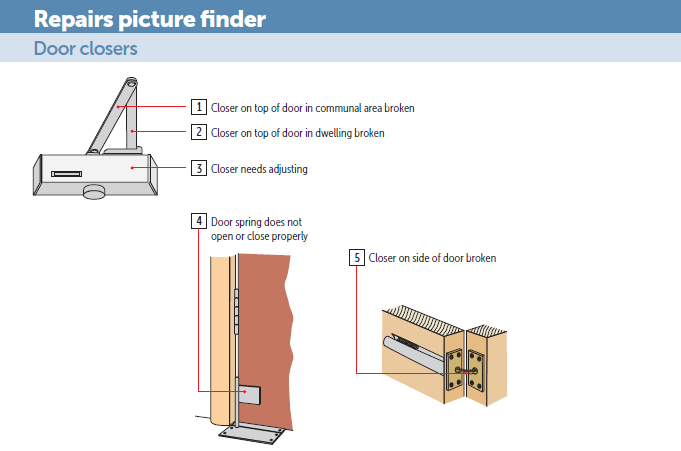 Repairs picture finder
Door closers
1 Closer on top of door in communal area broken
2 Closer on top of door in dwelling broken
3 Closer needs adjusting
4 Door spring does not
open or close properly
5 Closer on side of door broken